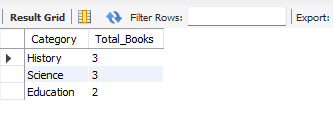 Result Grid Filter Rows: Export:
Category Total_Books
History 3
Science 3
Education 2